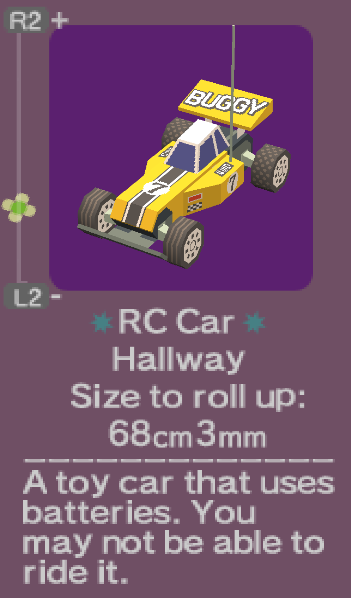 R2 +
BUGGY
7
7
L2 -
RC Car
Hallway
Size to roll up:
68cm3mm
A toy car that uses
batteries. You
may not be able to
ride it.